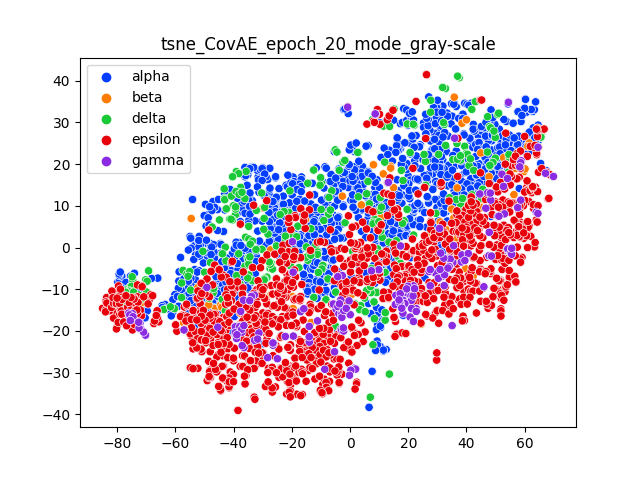 tsne_CovAE_epoch_20_mode_gray-scale
alpha
beta
delta
epsilon
gamma
40
30
20
10
0
−10
−20
−30
−40
−80 −60 −40 −20 0 20 40 60